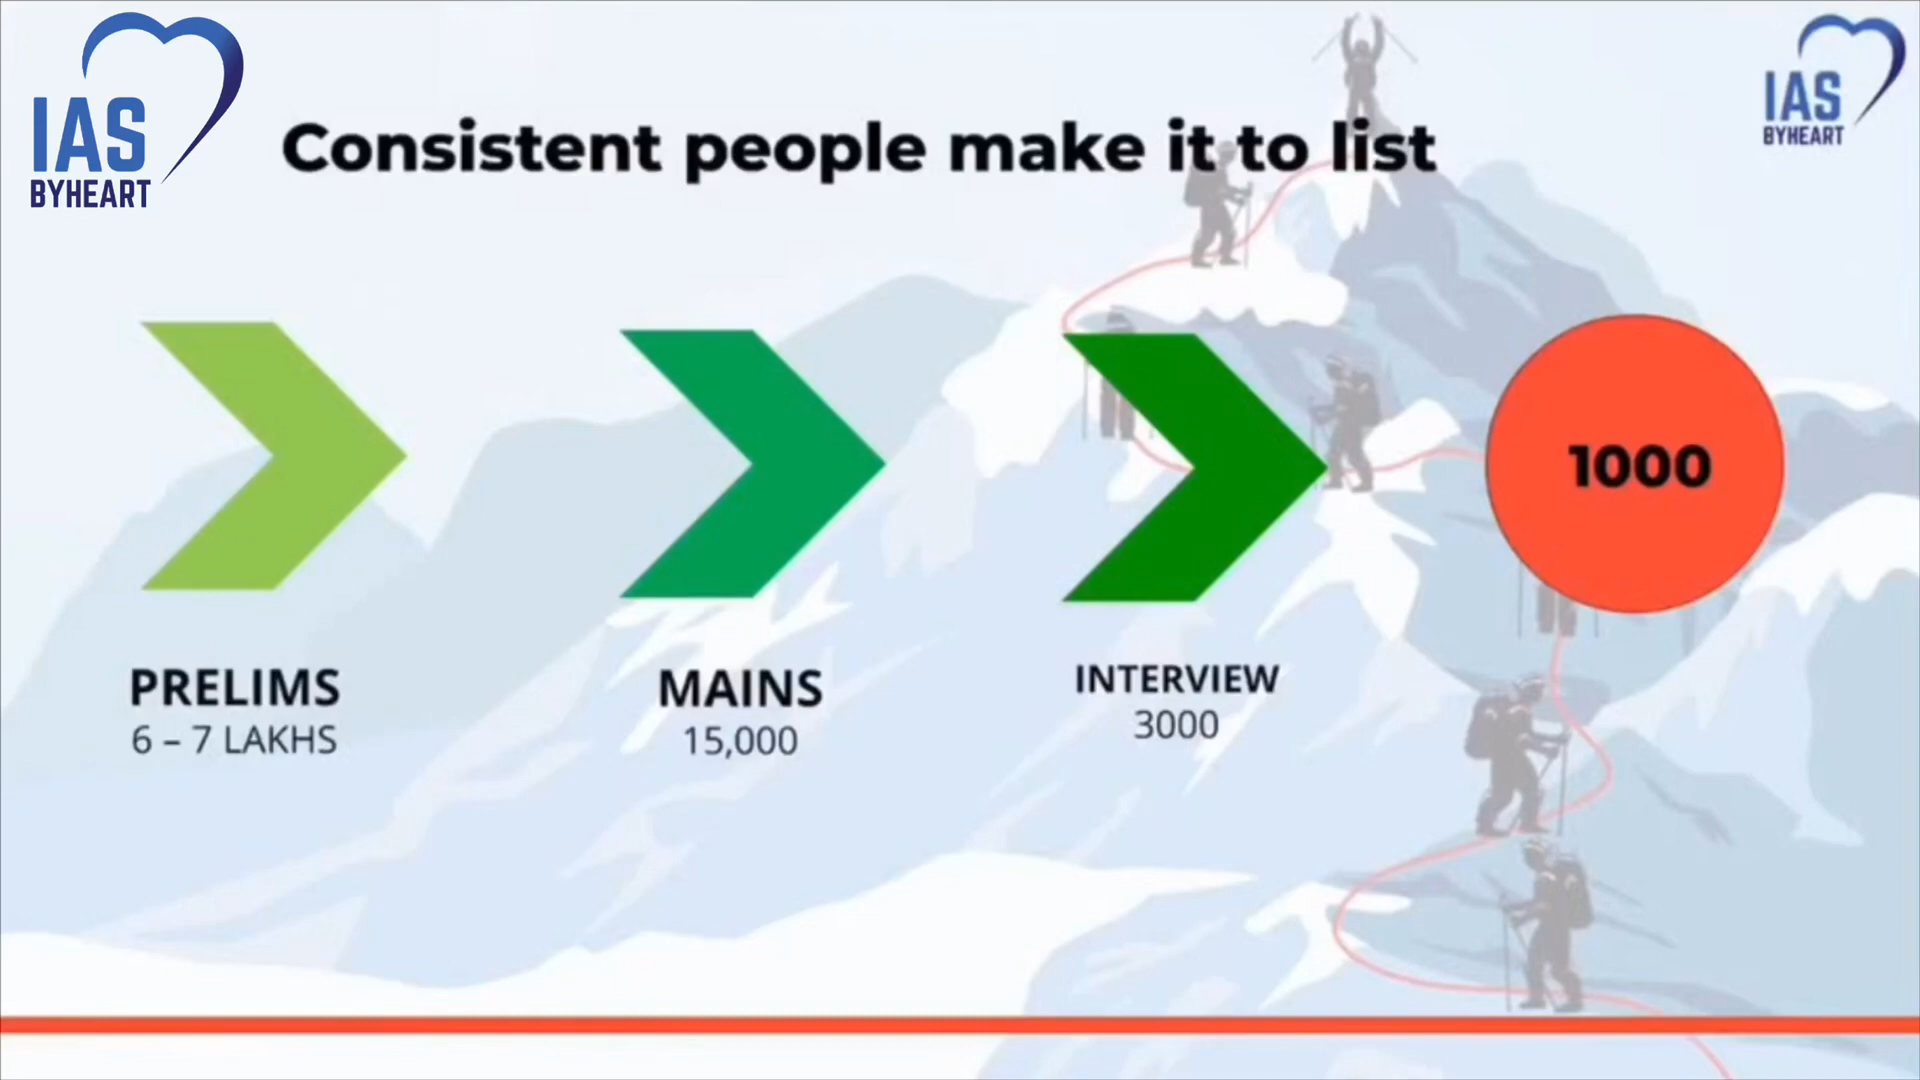 IAS
BYHEART
IAS
BYHEART
Consistent people make it to list
1000
PRELIMS
6 – 7 LAKHS
MAINS
15,000
INTERVIEW
3000